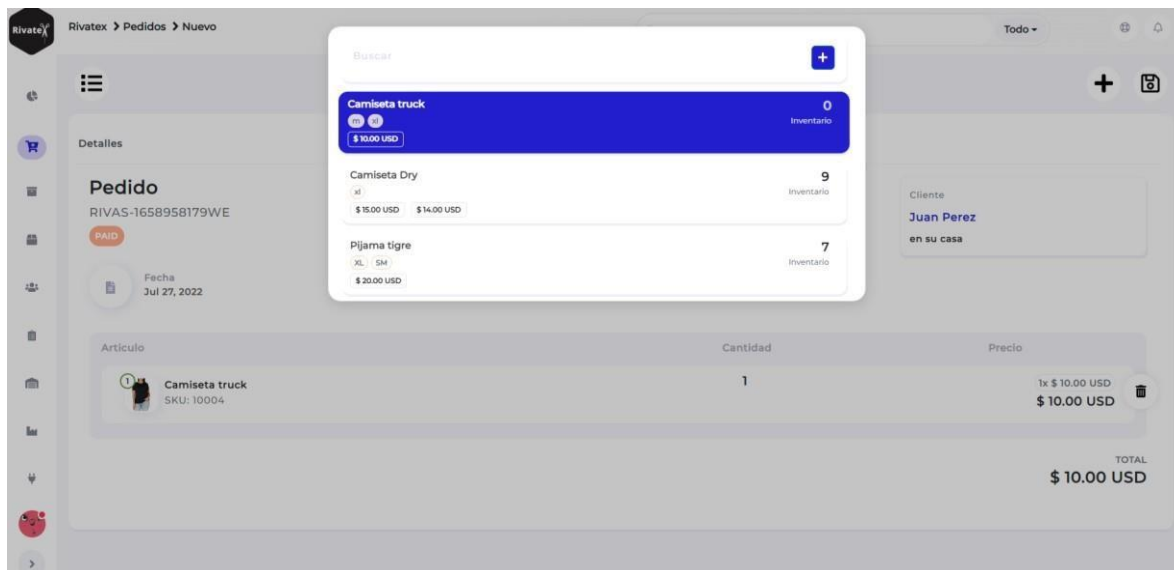 Rivatex
Rivatex > Pedidos > Nuevo
Todo
Buscar
Camiseta truck
m xl
$ 10.00 USD
0
Inventario
Camiseta Dry
xl
$ 15.00 USD $ 14.00 USD
9
Inventario
Pijama tigre
XL SM
$ 20.00 USD
7
Inventario
Detalles
Pedido
RIVAS-1658958179WE
PAID
Fecha
Jul 27, 2022
Cliente
Juan Perez
en su casa
Artículo Cantidad Precio
1
Camiseta truck
SKU: 10004
1
1x $ 10.00 USD
$ 10.00 USD
TOTAL
$ 10.00 USD